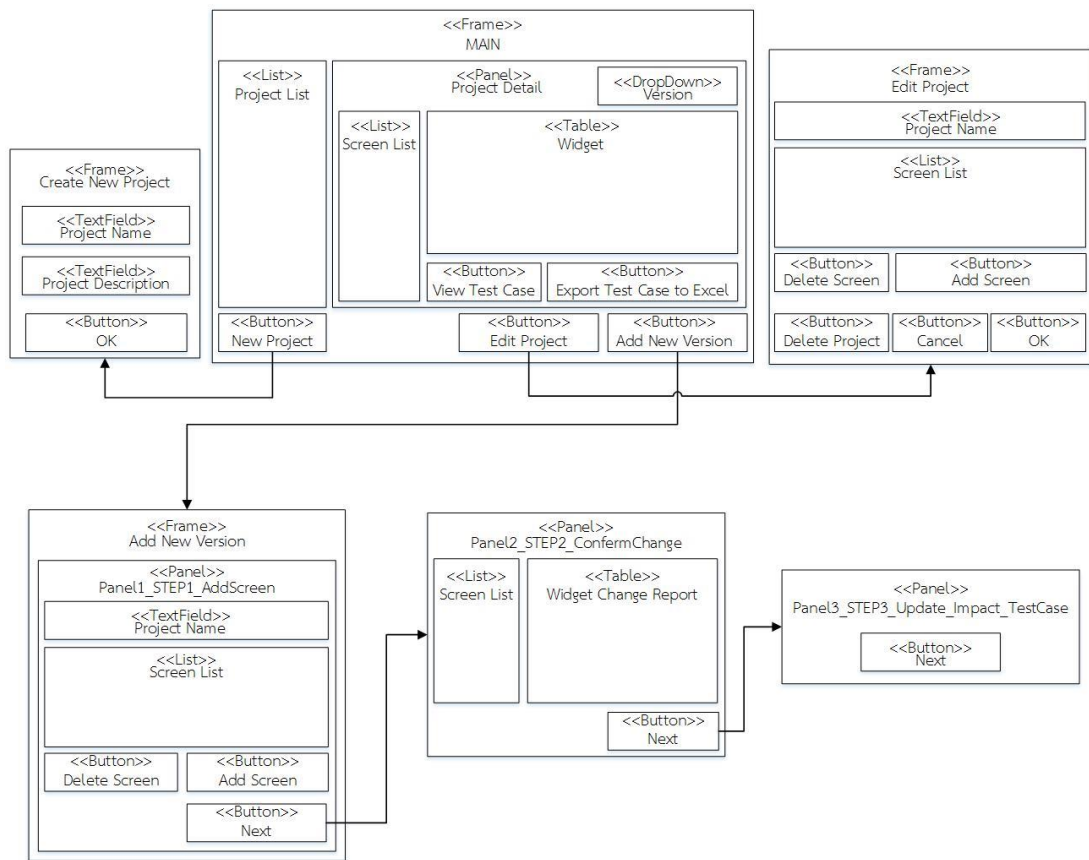 <<Frame>>
MAIN
<<List>>
Project List
<<Panel>>
Project Detail
<<DropDown>>
Version
<<List>>
Screen List
<<Table>>
Widget
<<Button>>
View Test Case
<<Button>>
Export Test Case to Excel
<<Button>>
New Project
<<Button>>
Edit Project
<<Button>>
Add New Version
<<Frame>>
Create New Project
<<TextField>>
Project Name
<<TextField>>
Project Description
<<Button>>
OK
<<Frame>>
Edit Project
<<TextField>>
Project Name
<<List>>
Screen List
<<Button>>
Delete Screen
<<Button>>
Add Screen
<<Button>>
Delete Project
<<Button>>
Cancel
<<Button>>
OK
<<Frame>>
Add New Version
<<Panel>>
Panel1_STEP1_AddScreen
<<TextField>>
Project Name
<<List>>
Screen List
<<Button>>
Delete Screen
<<Button>>
Add Screen
<<Button>>
Next
<<Panel>>
Panel2_STEP2_ConfermChange
<<List>>
Screen List
<<Table>>
Widget Change Report
<<Button>>
Next
<<Panel>>
Panel3_STEP3_Update_Impact_TestCase
<<Button>>
Next